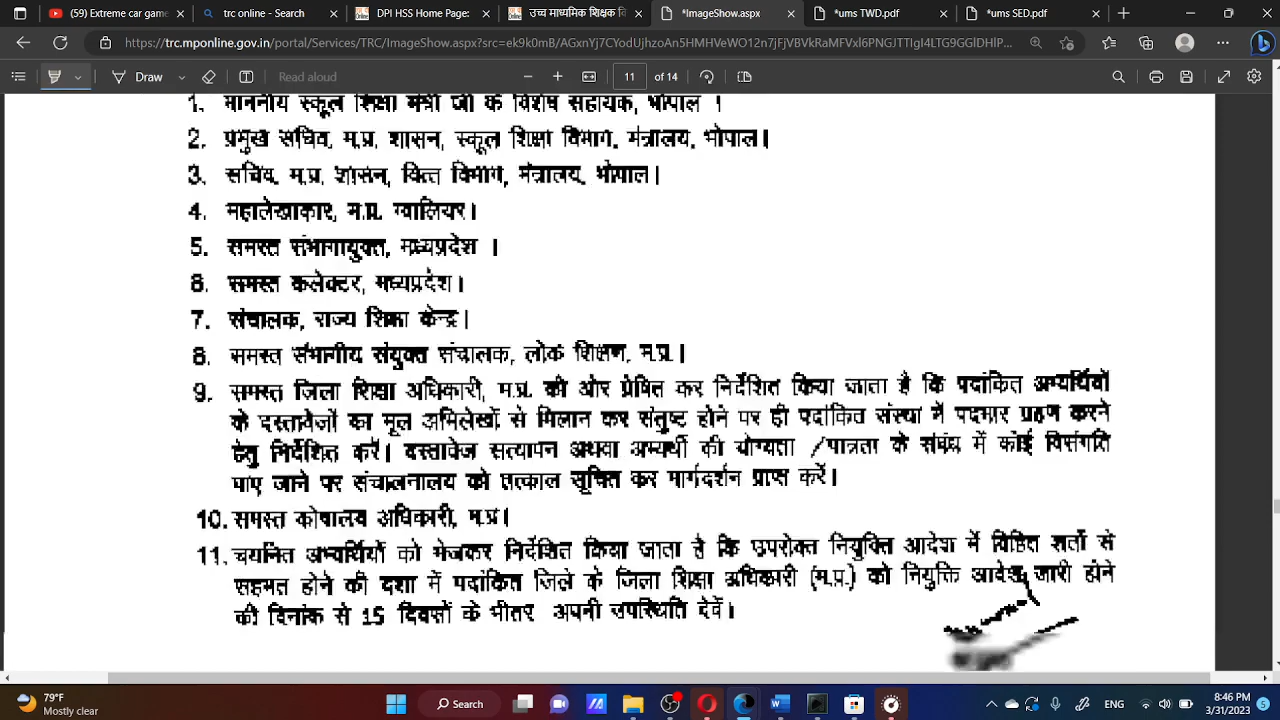 (59) Extreme car game
trc online - Search
DPI HSS Home Page:
उच्च माध्यमिक शिक्षक
*ImageShow.aspx
*ums TWD.pdf
*ums SED.pdf
https://trc.mponline.gov.in/portal/Services/TRC/ImageShow.aspx?src=
Draw
Read aloud
11 of 14
1. माननीय स्कूल शिक्षा मंत्री जी के विशेष सहायक, भोपाल ।
2. प्रमुख सचिव, म.प्र. शासन, स्कूल शिक्षा विभाग, मंत्रालय, भोपाल।
3. सचिव, म.प्र. शासन, वित्त विभाग, मंत्रालय, भोपाल।
4. महालेखाकार, म.प्र. ग्वालियर।
5. समस्त संभागायुक्त, मध्यप्रदेश ।
6. समस्त कलेक्टर, मध्यप्रदेश।
7. संचालक, राज्य शिक्षा केन्द्र।
8. समस्त संभागीय संयुक्त संचालक, लोक शिक्षण, म.प्र.।
9. समस्त जिला शिक्षा अधिकारी, म.प्र. की ओर प्रेषित कर निर्देशित किया जाता है कि पदांकित अभ्यर्थियों
के दस्तावेजों का मूल अभिलेखों से मिलान कर संतुष्ट होने पर ही पदांकित संस्था में पदभार ग्रहण करने
हेतु निर्देशित करें। दस्तावेज सत्यापन अथवा अभ्यर्थी की योग्यता /पात्रता के संबंध में कोई विसंगति
पाए जाने पर संचालनालय को तत्काल सूचित कर मार्गदर्शन प्राप्त करें।
10. समस्त कोषालय अधिकारी, म.प्र।
11. चयनित अभ्यर्थियों को भेजकर निर्देशित किया जाता है कि उपरोक्त नियुक्ति आदेश में विहित शर्तो से
सहमत होने की दशा में पदांकित जिले के जिला शिक्षा अधिकारी (म.प्र.) को नियुक्ति आदेश जारी होने
की दिनांक से 15 दिवसों के भीतर अपनी उपस्थिति देवें।
79°F
Mostly clear
Search
ENG
8:46 PM
3/31/2023
5